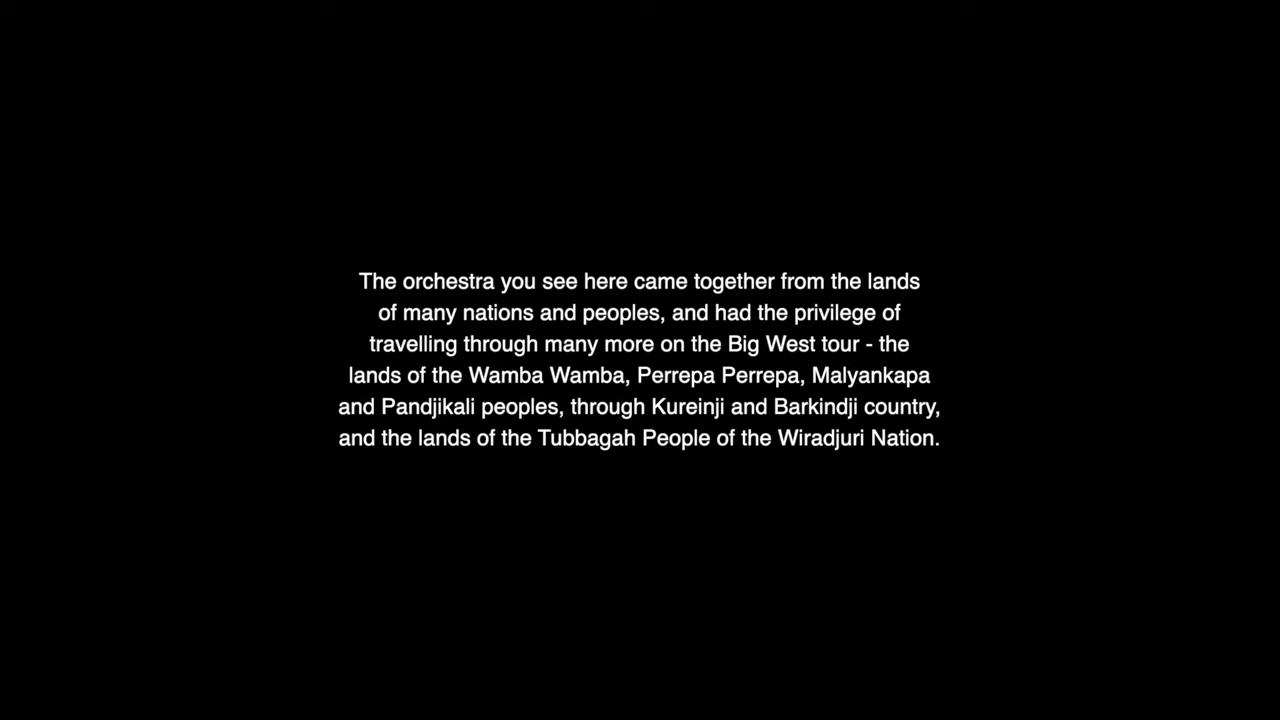 The orchestra you see here came together from the lands
of many nations and peoples, and had the privilege of
travelling through many more on the Big West tour - the
lands of the Wamba Wamba, Perrepa Perrepa, Malyankapa
and Pandjikali peoples, through Kureinji and Barkindji country,
and the lands of the Tubbagah People of the Wiradjuri Nation.